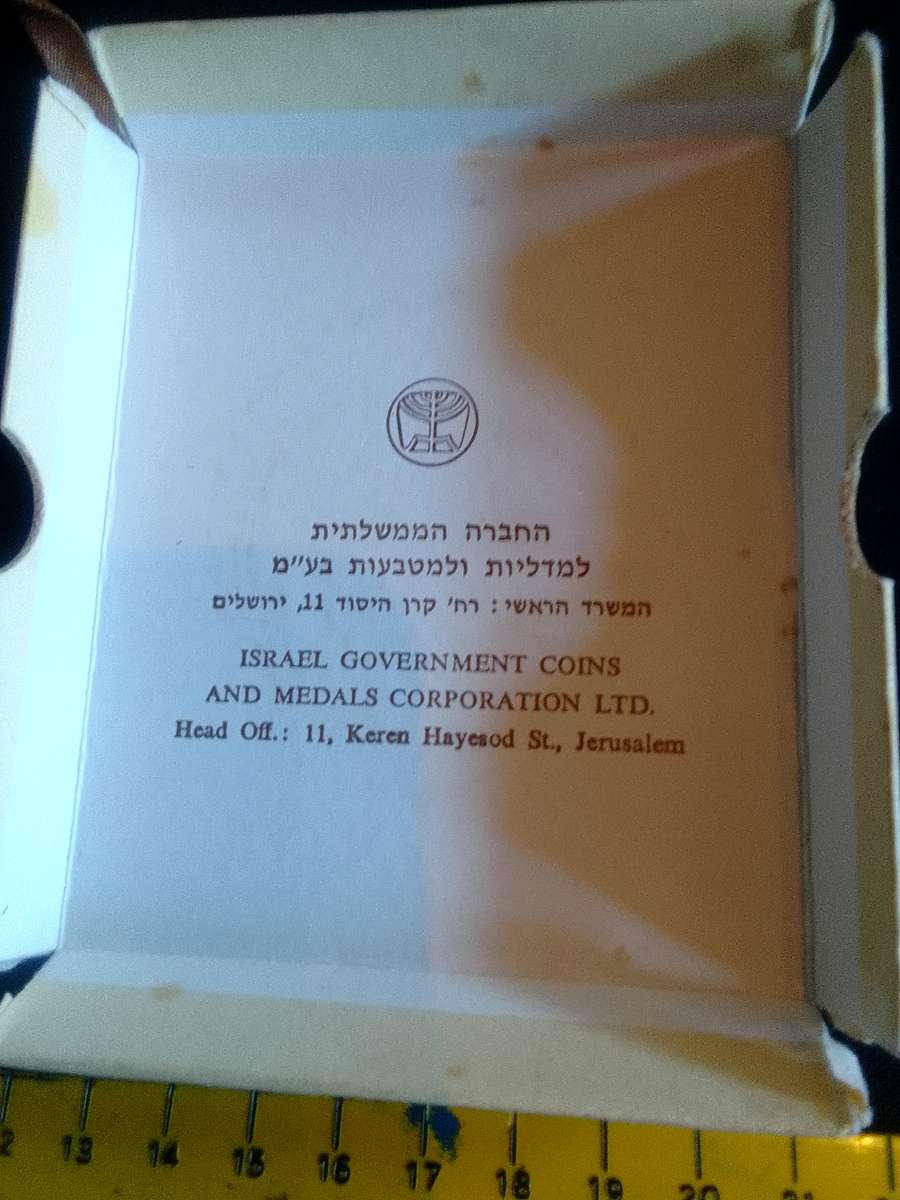 החברה הממשלתית
למדליות ולמטבעות בע״מ
המשרד הראשי: רח׳ קרן היסוד 11, ירושלים
ISRAEL GOVERNMENT COINS
AND MEDALS CORPORATION LTD.
Head Off.: 11, Keren Hayesod St., Jerusalem
13 14 15 16 17 18 19 20